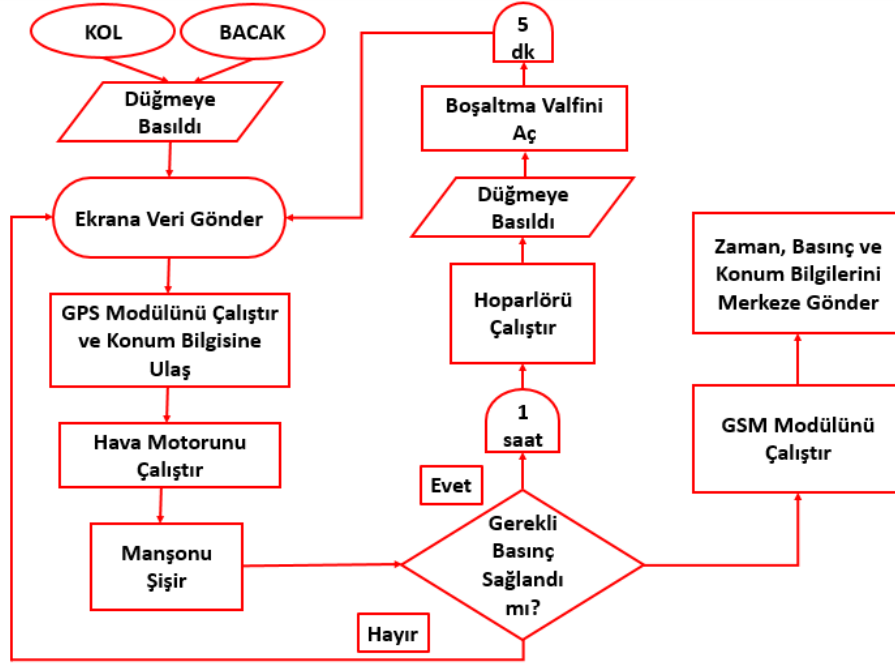 KOL
BACAK
Düğmeye
Basıldı
Ekrana Veri Gönder
GPS Modülünü Çalıştır
ve Konum Bilgisine
Ulaş
Hava Motorunu
Çalıştır
Manşonu
Şişir
Gerekli
Basınç
Sağlandı
mı?
Evet
Hayır
1
saat
Hoparlörü
Çalıştır
Düğmeye
Basıldı
Boşaltma Valfini
Aç
5
dk
GSM Modülünü
Çalıştır
Zaman, Basınç ve
Konum Bilgilerini
Merkeze Gönder